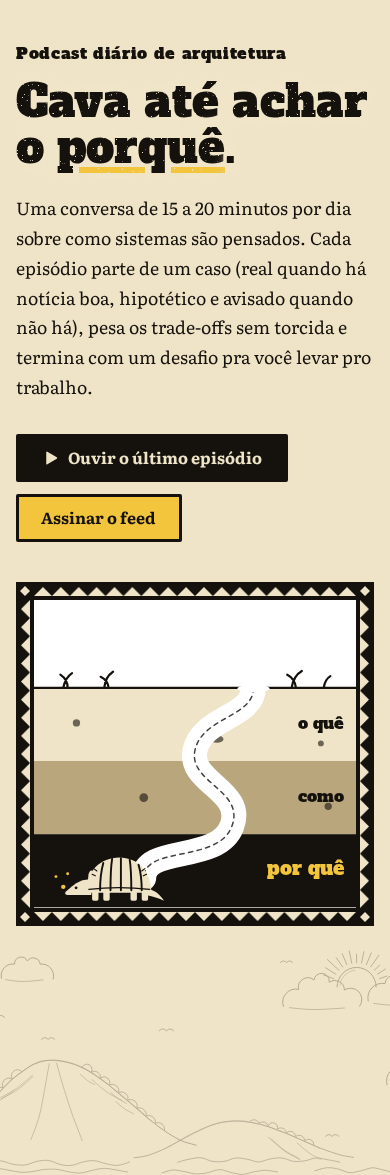 Podcast diário de arquitetura
Cava até achar
o porquê.
Uma conversa de 15 a 20 minutos por dia
sobre como sistemas são pensados. Cada
episódio parte de um caso (real quando há
notícia boa, hipotético e avisado quando
não há), pesa os trade-offs sem torcida e
termina com um desafio pra você levar pro
trabalho.
Ouvir o último episódio
Assinar o feed
o quê
como
por quê